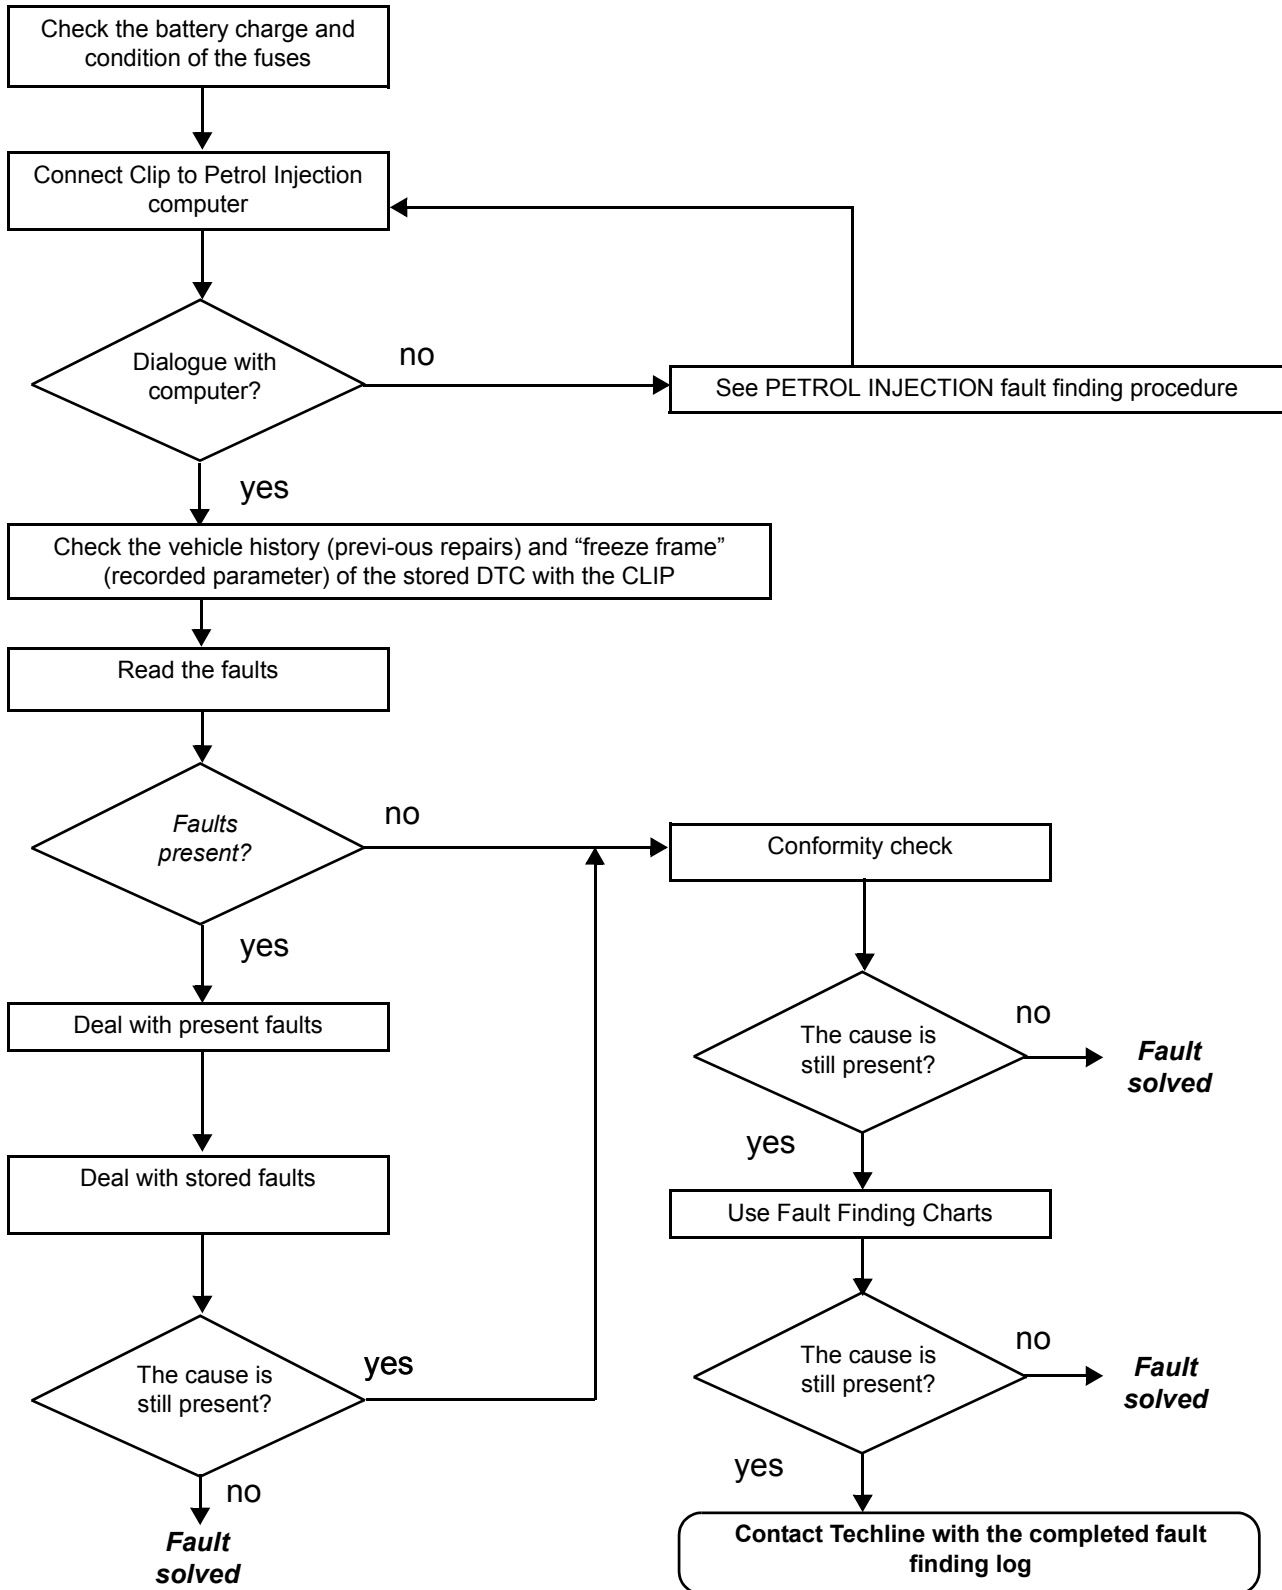 Check the battery charge and
condition of the fuses
Connect Clip to Petrol Injection
computer
Dialogue with
computer?
no
See PETROL INJECTION fault finding procedure
yes
Check the vehicle history (previ-ous repairs) and “freeze frame”
(recorded parameter) of the stored DTC with the CLIP
Read the faults
Faults
present?
no
yes
Deal with present faults
Deal with stored faults
The cause is
still present?
yes
no
Fault
solved
Conformity check
The cause is
still present?
no
Fault
solved
yes
Use Fault Finding Charts
The cause is
still present?
no
Fault
solved
yes
Contact Techline with the completed fault
finding log